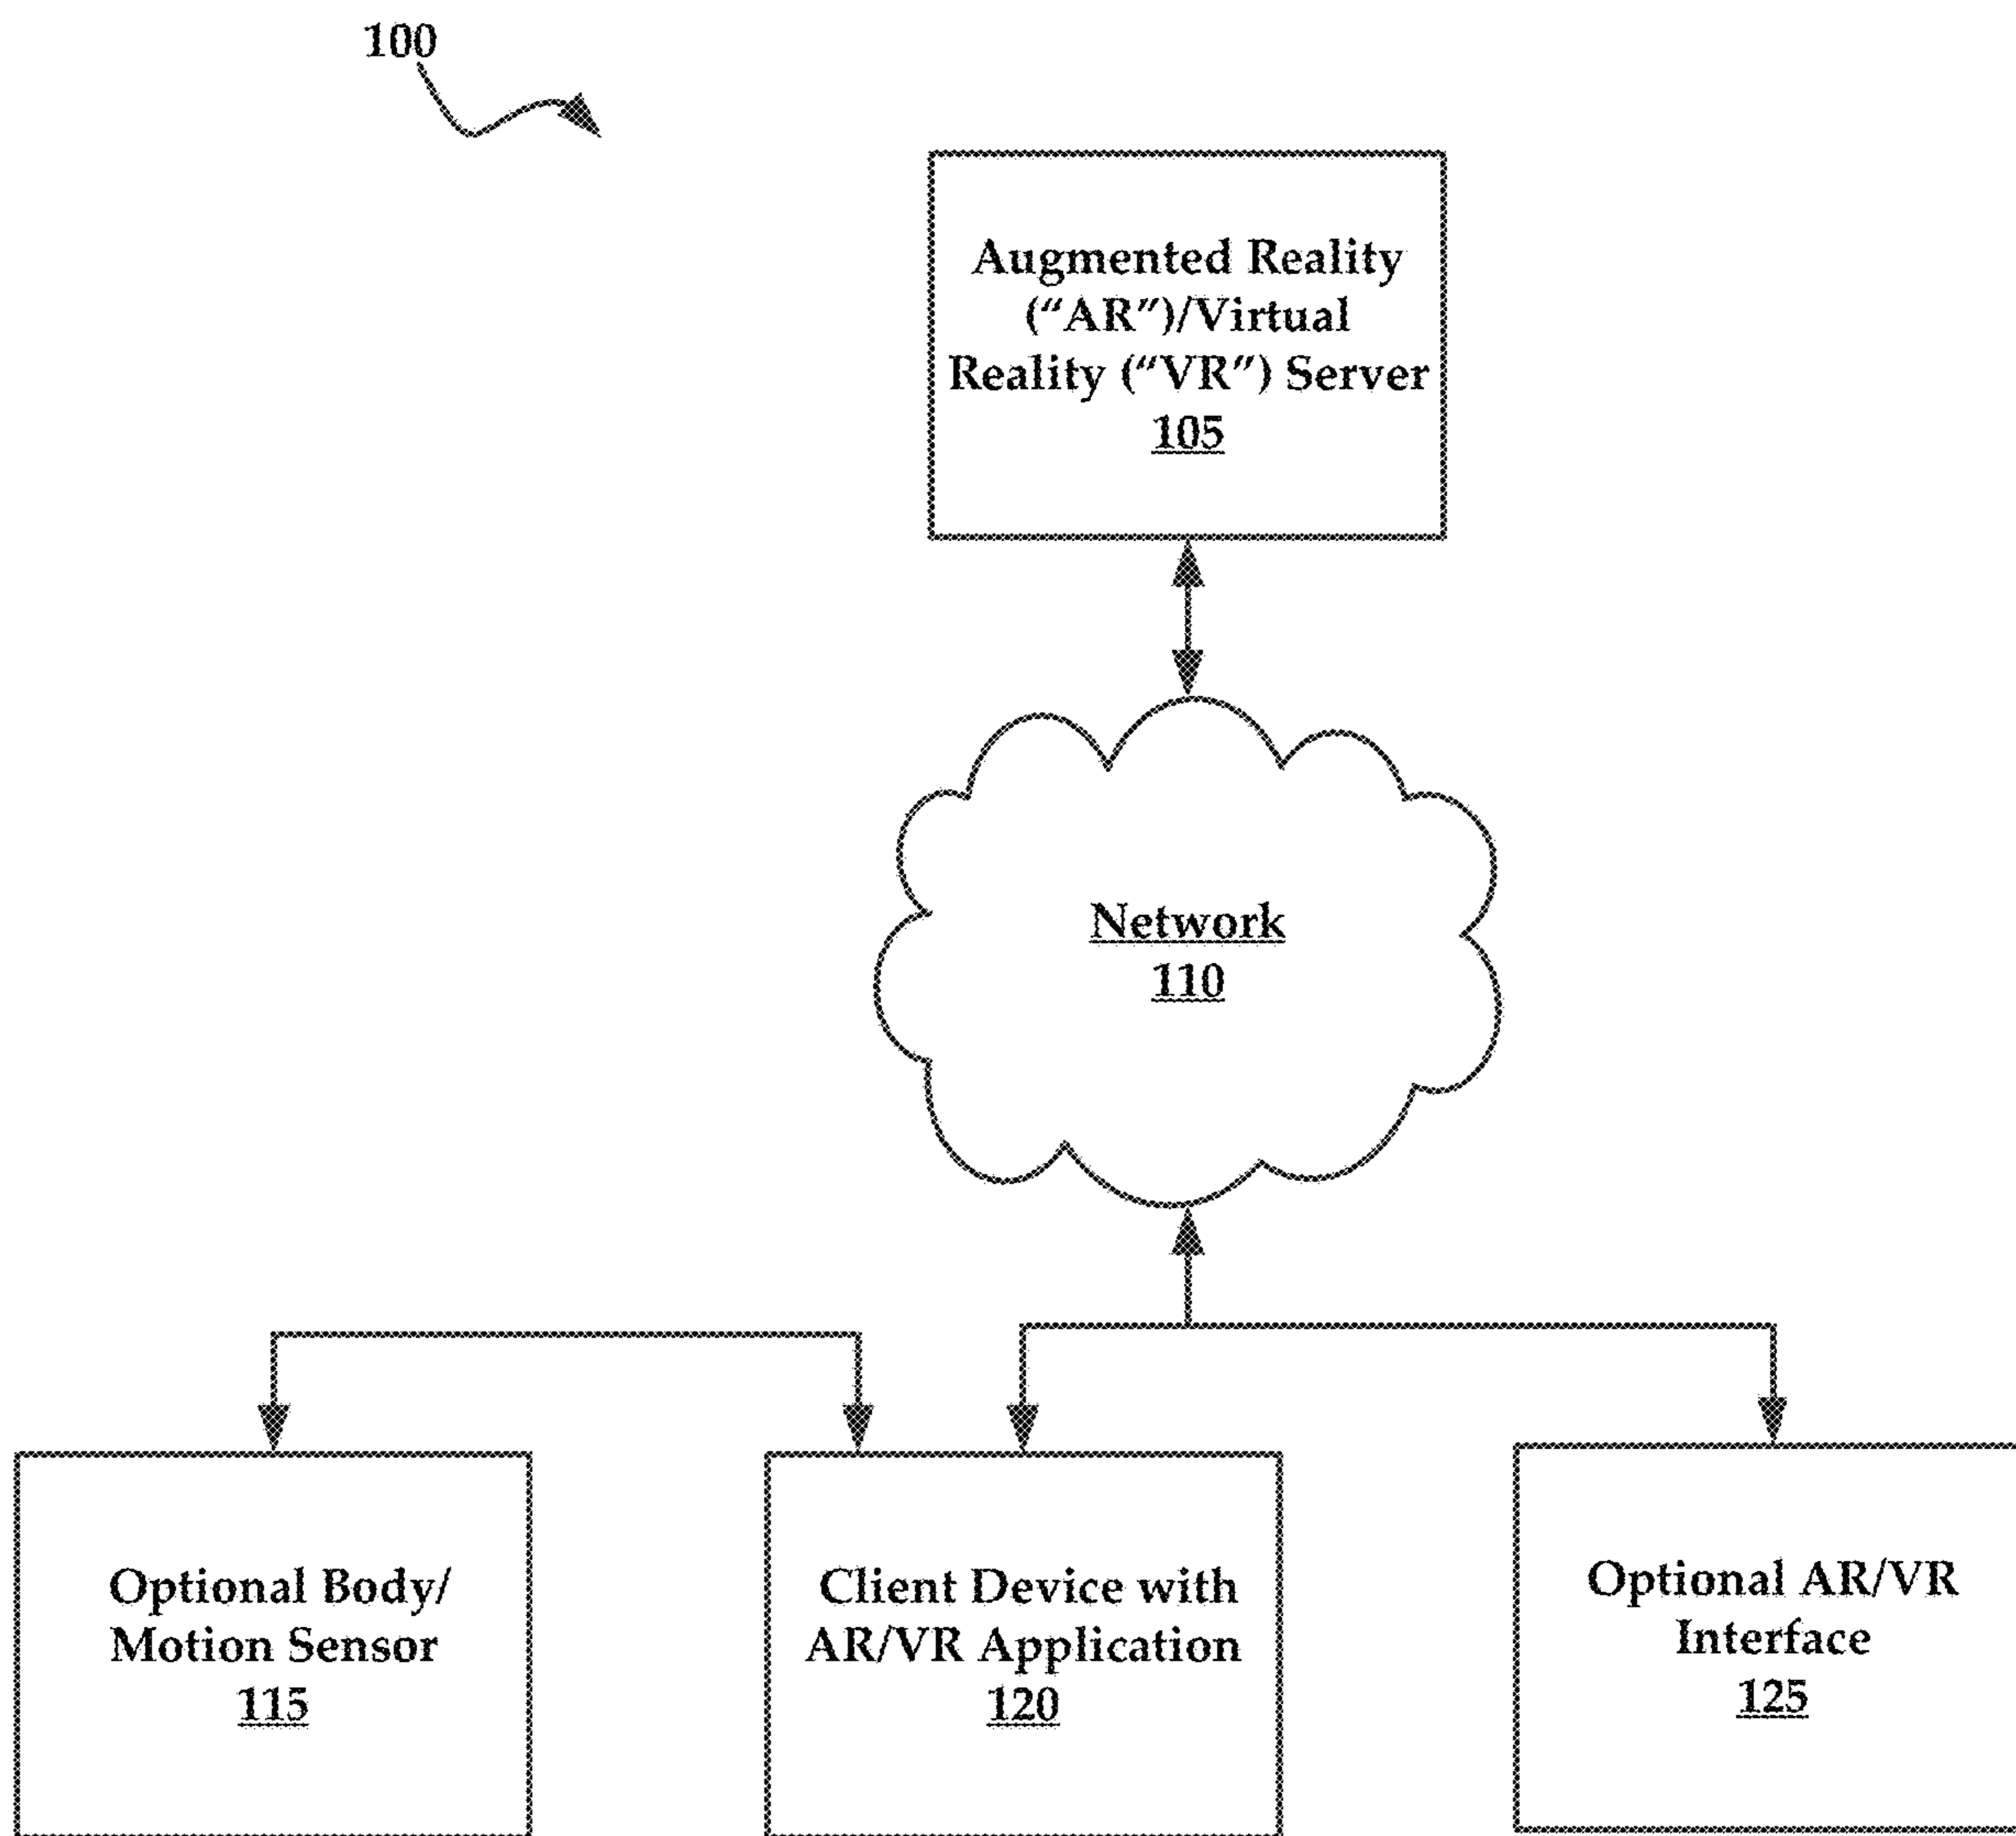 100
Augmented Reality
(“AR”)/Virtual
Reality (“VR”) Server
105
Network
110
Optional Body/
Motion Sensor
115
Client Device with
AR/VR Application
120
Optional AR/VR
Interface
125